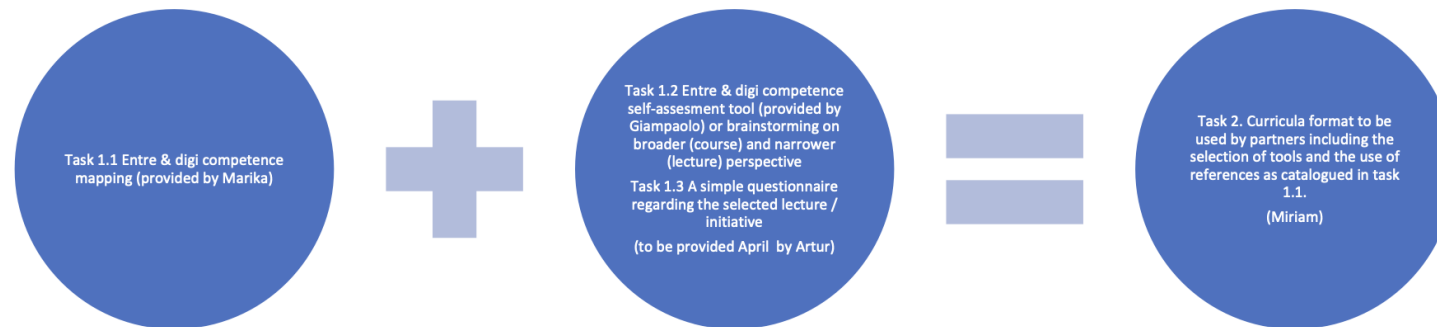 Task 1.1 Entre & digi competence
mapping (provided by Marika)
Task 1.2 Entre & digi competence
self-assesment tool (provided by
Giampaolo) or brainstorming on
broader (course) and narrower
(lecture) perspective
Task 1.3 A simple questionnaire
regarding the selected lecture /
initiative
(to be provided April  by Artur)
Task 2. Curricula format to be
used by partners including the
selection of tools and the use of
references as catalogued in task
1.1.
(Miriam)